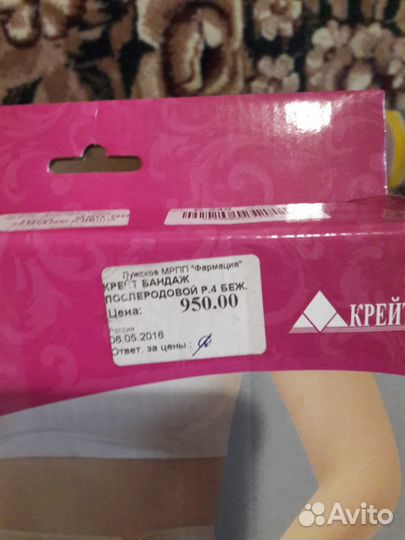 Лужское МРПП "Фармация"
КРЕЙТ БАНДАЖ
ПОСЛЕРОДОВОЙ Р.4 БЕЖ.
Цена: 950.00
Россия
06.05.2016
Ответ. за цены :
КРЕЙТ
Avito